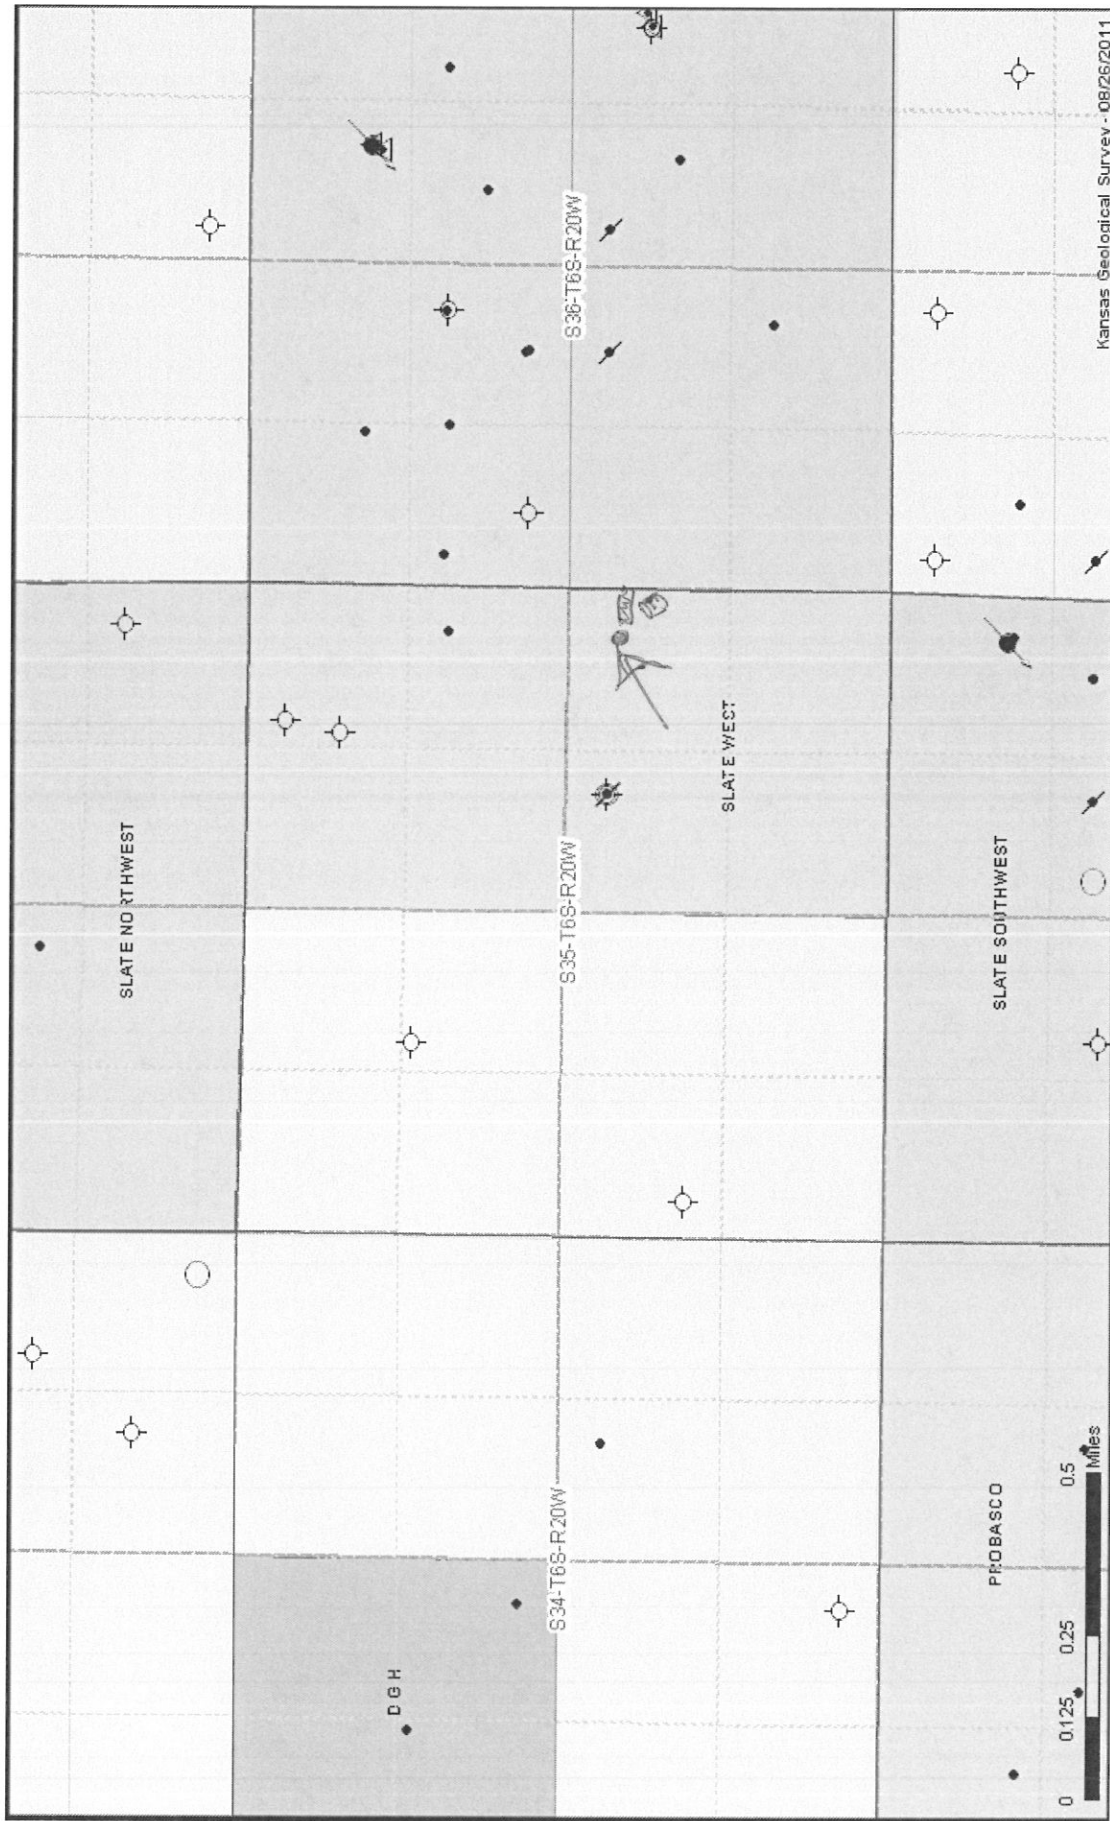 SLATE NORTHWEST
DGH
S34-T6S-R20W
S35-T6S-R20W
S36-T6S-R20W
SLATE WEST
PROBASCO
SLATE SOUTHWEST
0 0.125 0.25 0.5
Miles
Kansas Geological Survey - 08/26/2011